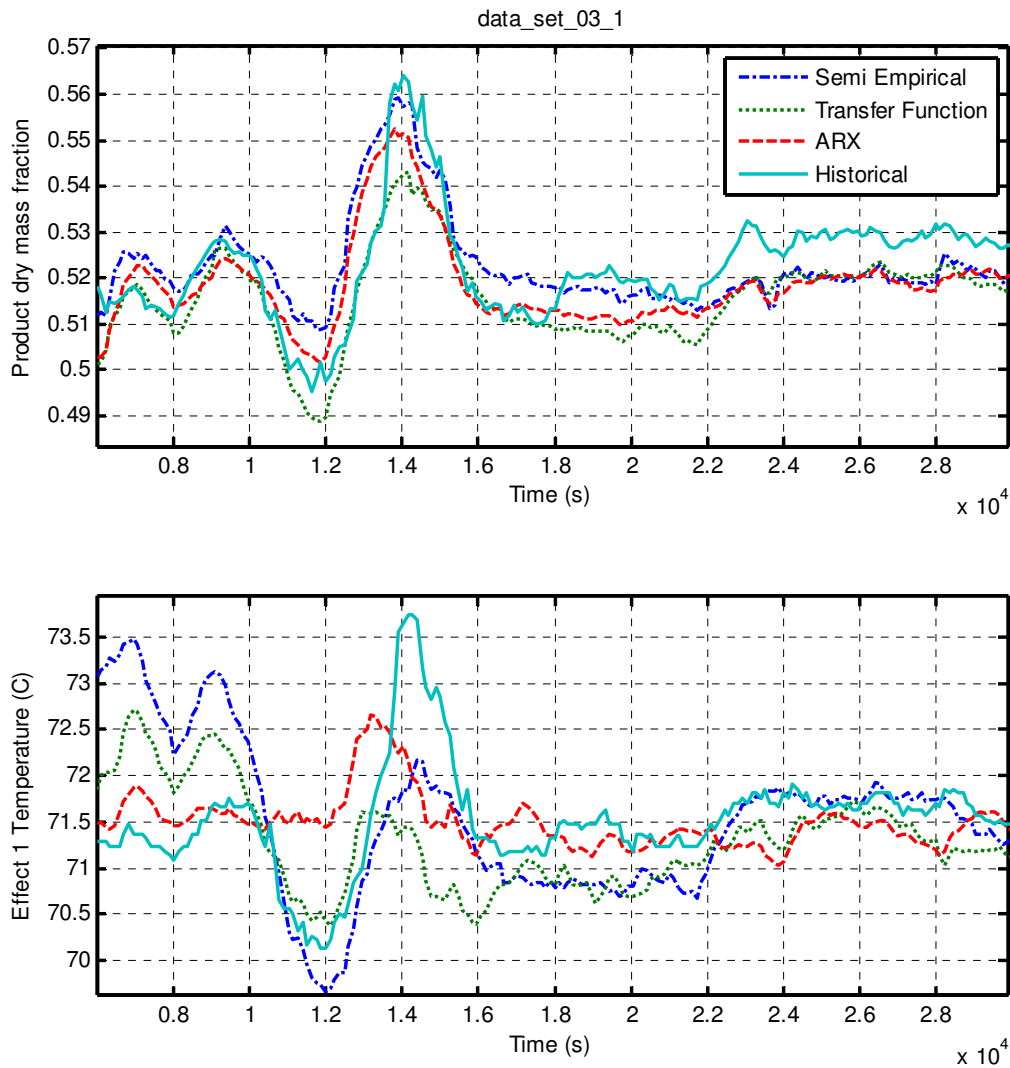 data_set_03_1
Product dry mass fraction
0.57
0.56
0.55
0.54
0.53
0.52
0.51
0.5
0.49
Semi Empirical
Transfer Function
ARX
Historical
0.8 1 1.2 1.4 1.6 1.8 2 2.2 2.4 2.6 2.8
Time (s)
x 10^4
Effect 1 Temperature (C)
73.5
73
72.5
72
71.5
71
70.5
70
0.8 1 1.2 1.4 1.6 1.8 2 2.2 2.4 2.6 2.8
Time (s)
x 10^4